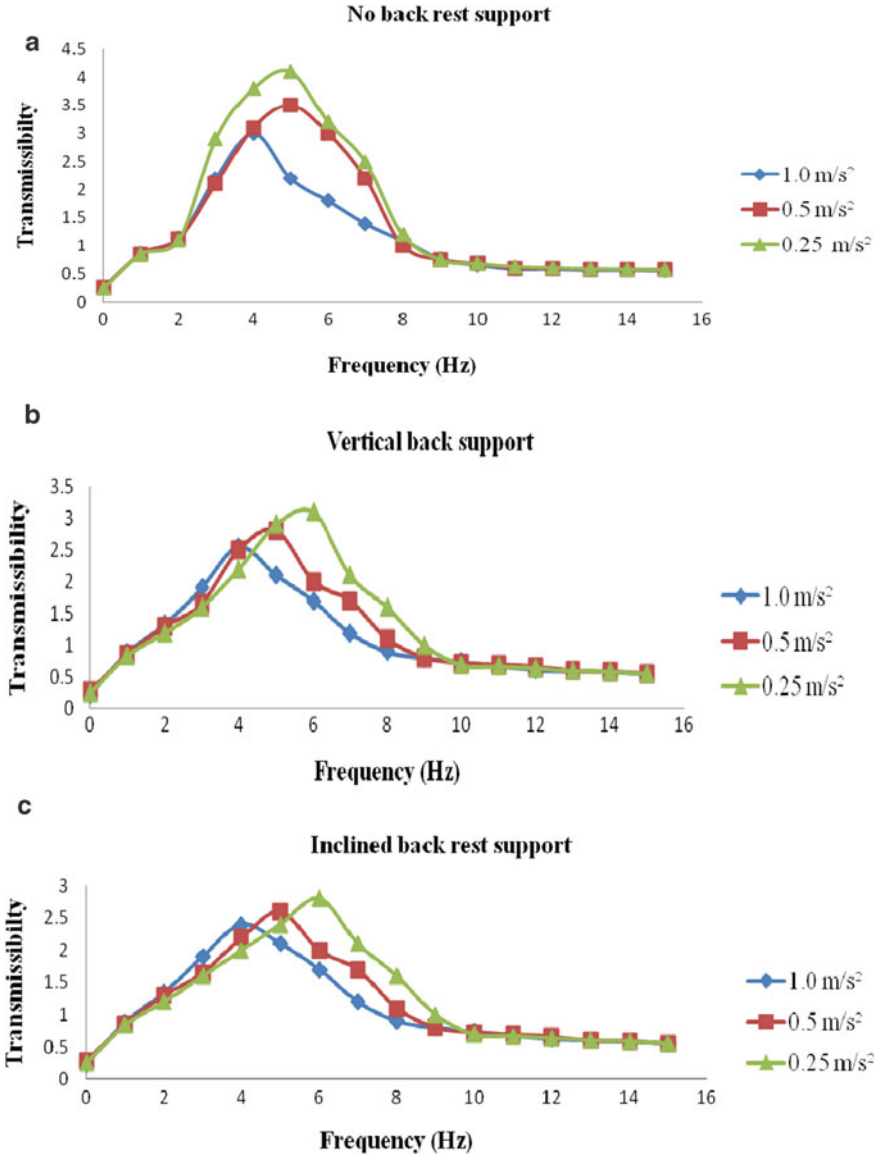 No back rest support
a
4.5
4
3.5
3
2.5
2
1.5
1
0.5
0
Transmissibilty
0 2 4 6 8 10 12 14 16
Frequency (Hz)
1.0 m/s²
0.5 m/s²
0.25 m/s²
b
Vertical back support
3.5
3
2.5
2
1.5
1
0.5
0
Transmissibility
0 2 4 6 8 10 12 14 16
Frequency (Hz)
1.0 m/s²
0.5 m/s²
0.25 m/s²
c
Inclined back rest support
3
2.5
2
1.5
1
0.5
0
Transmissibilty
0 2 4 6 8 10 12 14 16
Frequency (Hz)
1.0 m/s²
0.5 m/s²
0.25 m/s²